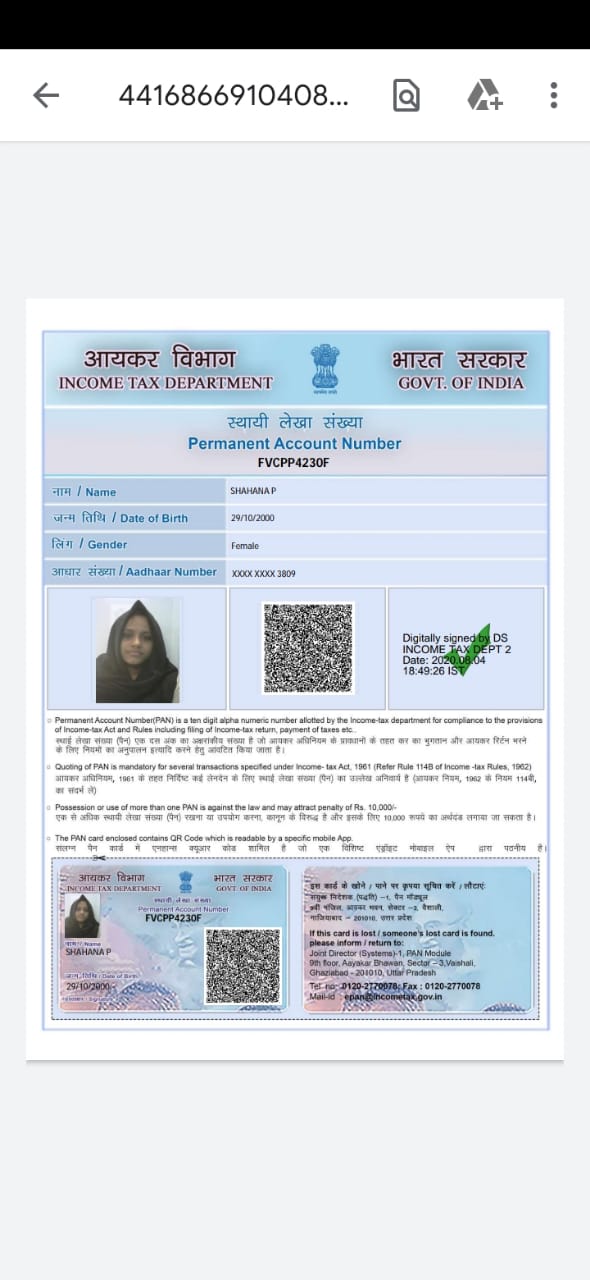 4416866910408...
आयकर विभाग
INCOME TAX DEPARTMENT
भारत सरकार
GOVT. OF INDIA
स्थायी लेखा संख्या
Permanent Account Number
FVCPP4230F
नाम / Name
SHAHANA P
जन्म तिथि / Date of Birth
29/10/2000
लिंग / Gender
Female
आधार संख्या / Aadhaar Number
XXXX XXXX 3809
Digitally signed by DS
INCOME TAX DEPT 2
Date: 2020.08.04
18:49:26 IST
Permanent Account Number(PAN) is a ten digit alpha numeric number allotted by the Income-tax department for compliance to the provisions
of Income-tax Act and Rules including filing of Income-tax return, payment of taxes etc..
स्थाई लेखा संख्या (पैन) एक दस अंक का अक्षरांकीय संख्या है जो आयकर अधिनियम के प्रावधानों के तहत कर का भुगतान और आयकर रिटर्न भरने
के लिए नियमों का अनुपालन इत्यादि करने हेतु आवंटित किया जाता है।
Quoting of PAN is mandatory for several transactions specified under Income- tax Act, 1961 (Refer Rule 114B of Income -tax Rules, 1962)
आयकर अधिनियम, 1961 के तहत निर्दिष्ट कई लेनदेन के लिए स्थाई लेखा संख्या (पैन) का उल्लेख अनिवार्य है (आयकर नियम, 1962 के नियम 114बी,
का संदर्भ लें)
Possession or use of more than one PAN is against the law and may attract penalty of Rs. 10,000/-
एक से अधिक स्थायी लेखा संख्या (पैन) रखना या उपयोग करना, कानून के विरुद्ध है और इसके लिए 10,000 रूपये का अर्थदंड लगाया जा सकता है।
The PAN card enclosed contains QR Code which is readable by a specific mobile App.
संलग्न पैन कार्ड में एनहान्स क्यूआर कोड शामिल है जो एक विशिष्ट एंड्रॉइट मोबाइल ऐप द्वारा पठनीय है।
आयकर विभाग
INCOME TAX DEPARTMENT
भारत सरकार
GOVT. OF INDIA
स्थायी लेखा संख्या
Permanent Account Number
FVCPP4230F
नाम / Name
SHAHANA P
जन्म तिथि / Date of Birth
29/10/2000
इस कार्ड के खोने / पाने पर कृपया सूचित करें / लौटाएं:
संयुक्त निदेशक (पद्धति) –1, पैन मॉड्यूल
9वीं मंजिल, आयकर भवन, सेक्टर –3, वैशाली,
गाजियाबाद – 201010, उत्तर प्रदेश
If this card is lost / someone's lost card is found,
please inform / return to:
Joint Director (Systems)-1, PAN Module
9th floor, Aayakar Bhawan, Sector – 3,Vaishali,
Ghaziabad - 201010, Uttar Pradesh
Tel no: 0120-2770078; Fax : 0120-2770078
Mail-id : epan@incometax.gov.in